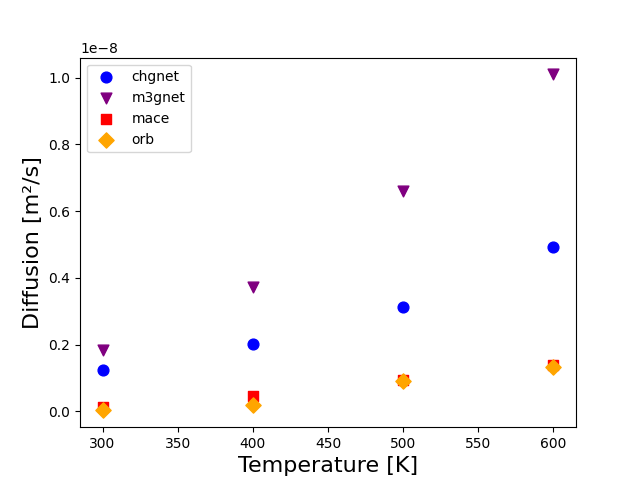 1e−8
chgnet
m3gnet
mace
orb
1.0
0.8
0.6
0.4
0.2
0.0
Diffusion [m²/s]
300 350 400 450 500 550 600
Temperature [K]